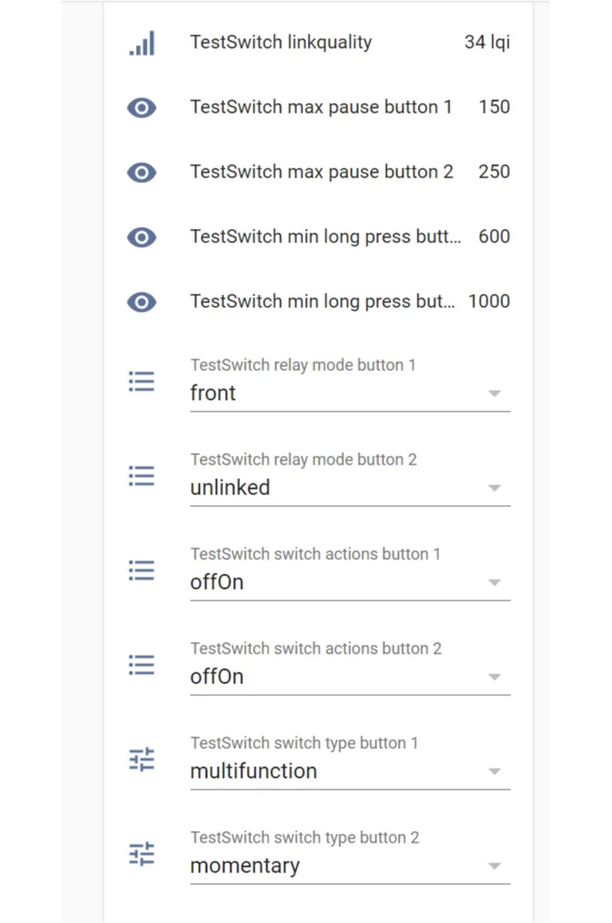 TestSwitch linkquality 34 lqi
TestSwitch max pause button 1 150
TestSwitch max pause button 2 250
TestSwitch min long press butt... 600
TestSwitch min long press but... 1000
TestSwitch relay mode button 1
front
TestSwitch relay mode button 2
unlinked
TestSwitch switch actions button 1
offOn
TestSwitch switch actions button 2
offOn
TestSwitch switch type button 1
multifunction
TestSwitch switch type button 2
momentary